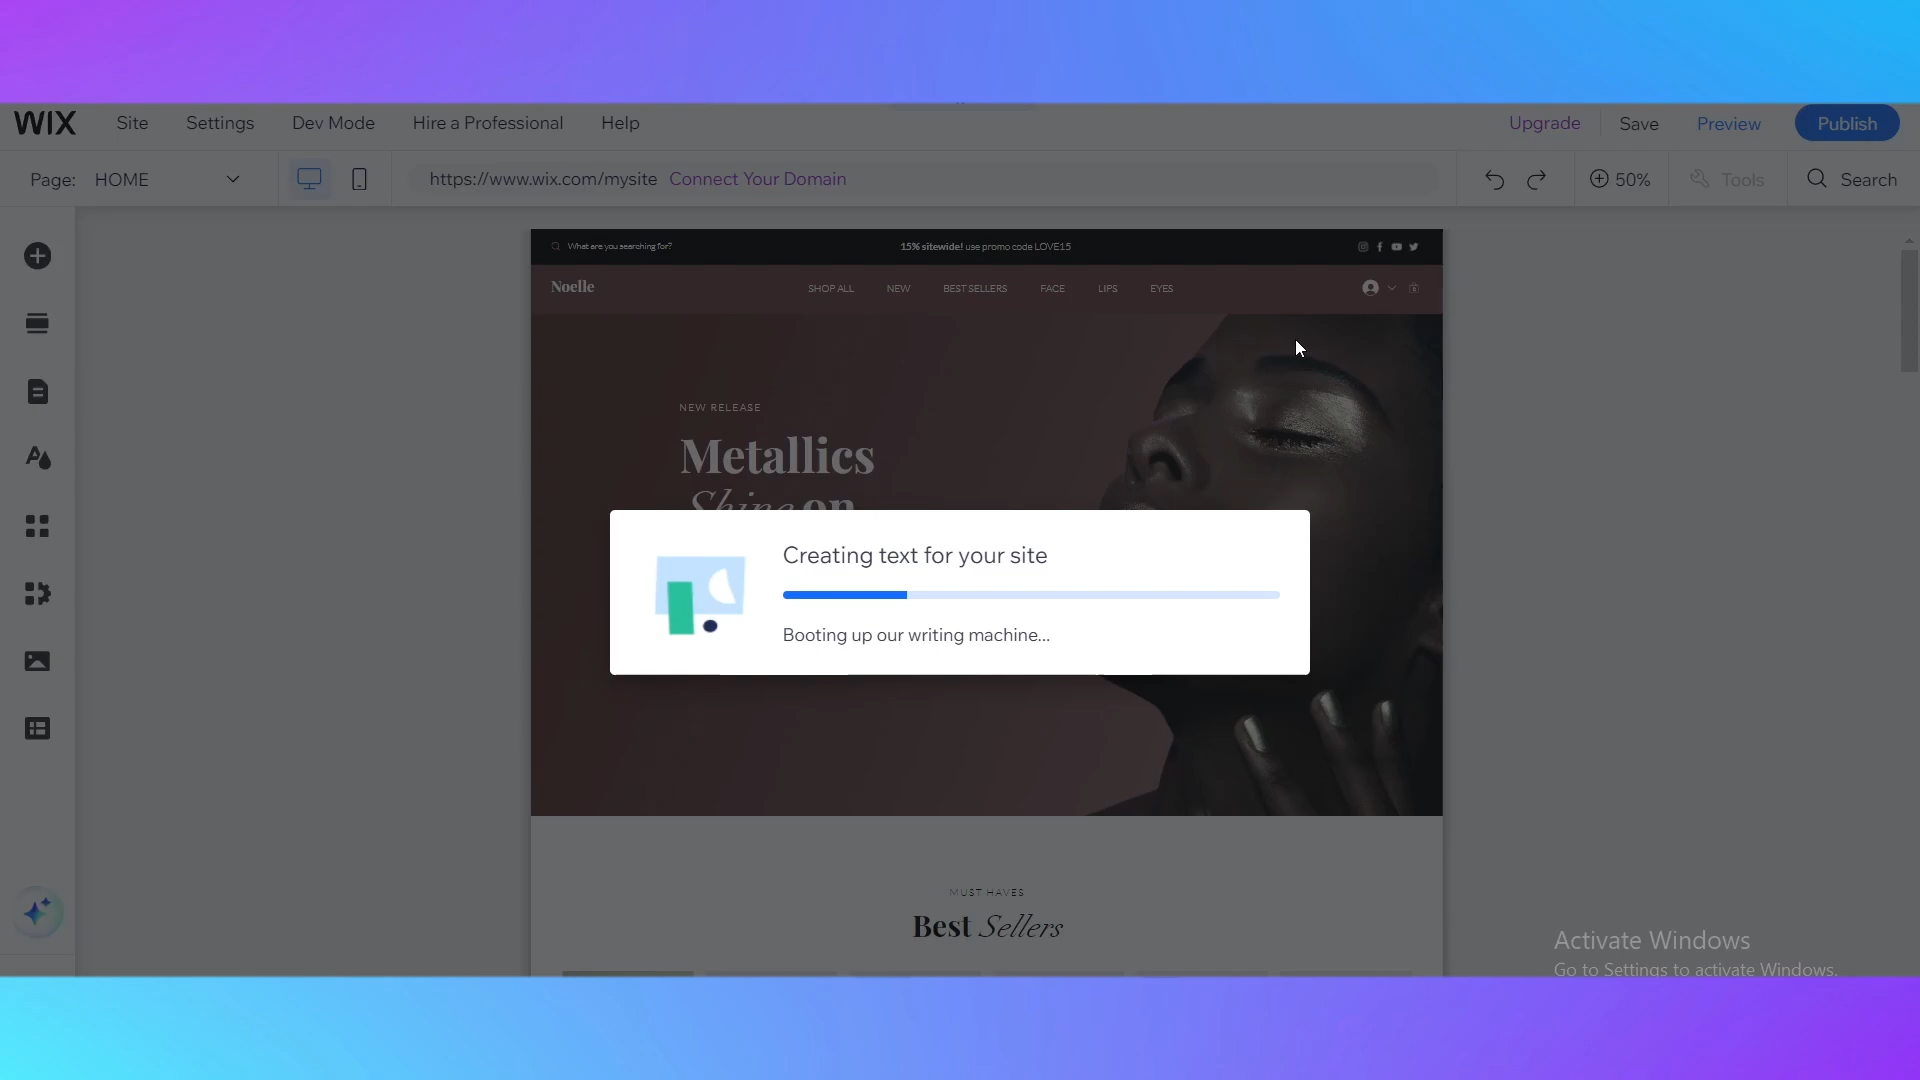 WIX Site Settings Dev Mode Hire a Professional Help Upgrade Save Preview Publish
Page: HOME https://www.wix.com/mysite Connect Your Domain 50% Tools Search
What are you searching for? 15% sitewide! use promo code LOVE15
Noelle SHOP ALL NEW BEST SELLERS FACE LIPS EYES
NEW RELEASE
Metallics
Shine on
Creating text for your site
Booting up our writing machine...
MUST HAVES
Best Sellers
Activate Windows
Go to Settings to activate Windows.